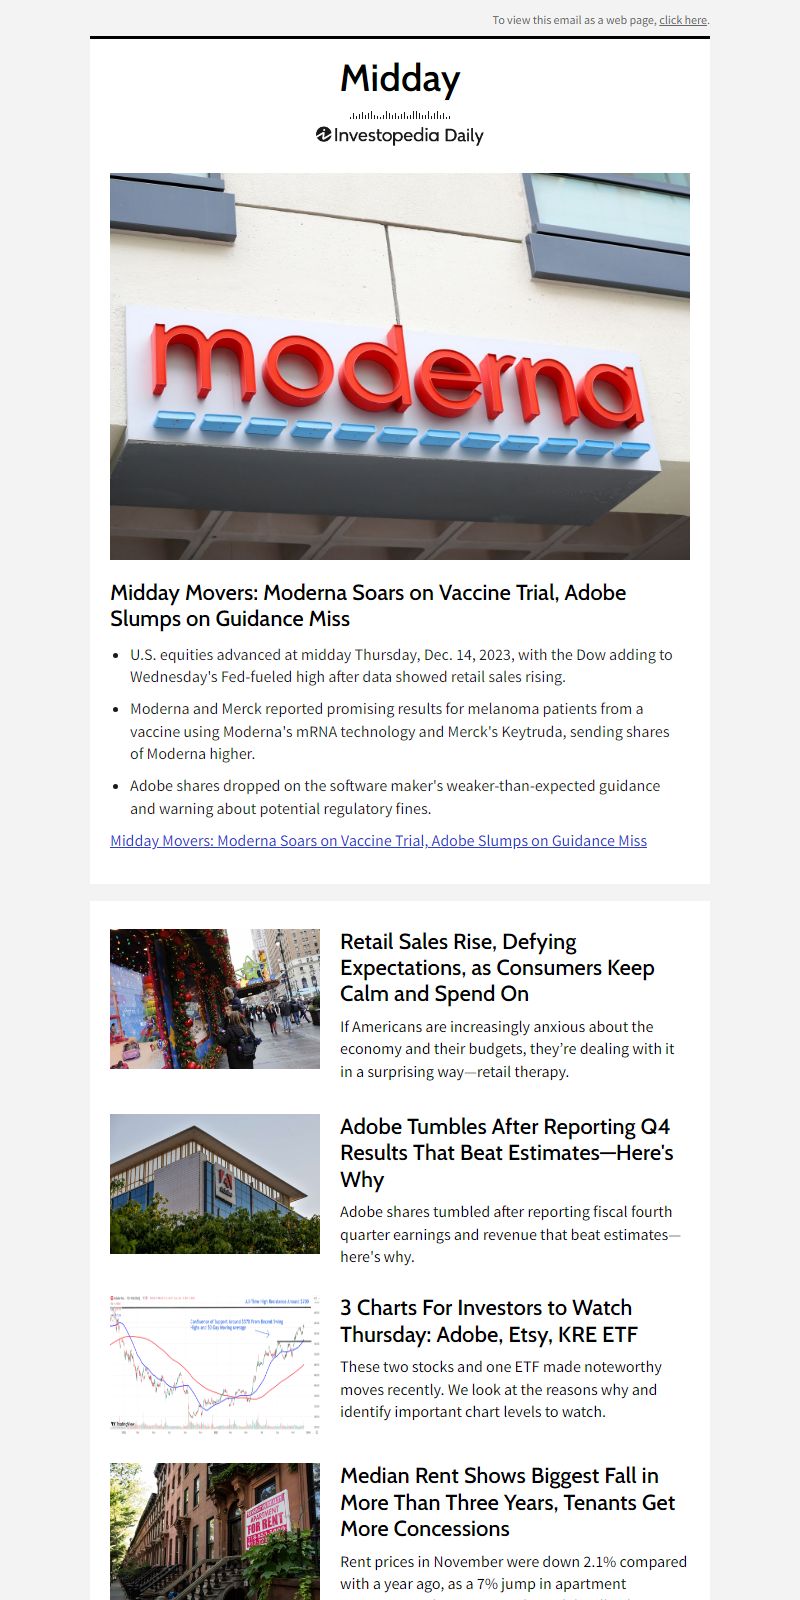 To view this email as a web page, click here.
Midday
Investopedia Daily
moderna
Midday Movers: Moderna Soars on Vaccine Trial, Adobe
Slumps on Guidance Miss
U.S. equities advanced at midday Thursday, Dec. 14, 2023, with the Dow adding to
Wednesday's Fed-fueled high after data showed retail sales rising.
Moderna and Merck reported promising results for melanoma patients from a
vaccine using Moderna's mRNA technology and Merck's Keytruda, sending shares
of Moderna higher.
Adobe shares dropped on the software maker's weaker-than-expected guidance
and warning about potential regulatory fines.
Midday Movers: Moderna Soars on Vaccine Trial, Adobe Slumps on Guidance Miss
Retail Sales Rise, Defying
Expectations, as Consumers Keep
Calm and Spend On
If Americans are increasingly anxious about the
economy and their budgets, they’re dealing with it
in a surprising way—retail therapy.
Adobe Tumbles After Reporting Q4
Results That Beat Estimates—Here's
Why
Adobe shares tumbled after reporting fiscal fourth
quarter earnings and revenue that beat estimates—
here's why.
3 Charts For Investors to Watch
Thursday: Adobe, Etsy, KRE ETF
These two stocks and one ETF made noteworthy
moves recently. We look at the reasons why and
identify important chart levels to watch.
TradingView
Median Rent Shows Biggest Fall in
More Than Three Years, Tenants Get
More Concessions
FOR RENT
Rent prices in November were down 2.1% compared
with a year ago, as a 7% jump in apartment